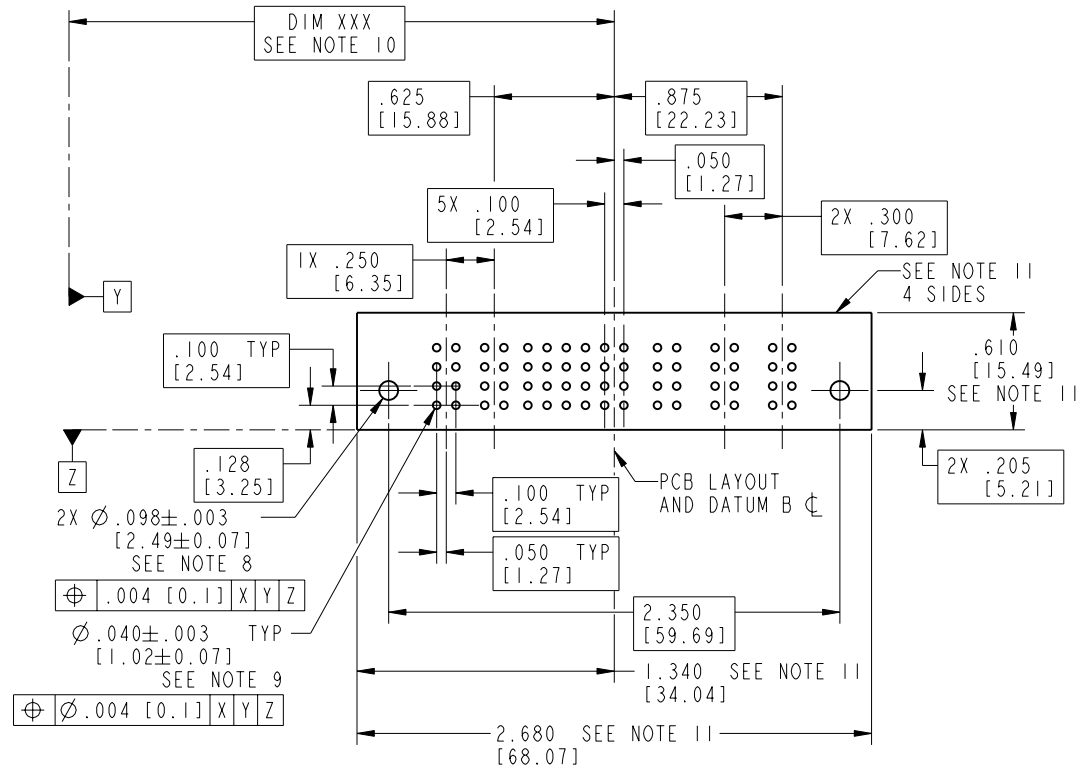 DIM XXX
SEE NOTE 10
.625
[15.88]
.875
[22.23]
.050
[1.27]
5X .100
[2.54]
2X .300
[7.62]
1X .250
[6.35]
SEE NOTE 11
4 SIDES
Y
.100 TYP
[2.54]
.610
[15.49]
SEE NOTE 11
Z
.128
[3.25]
2X .205
[5.21]
PCB LAYOUT
AND DATUM B ℄
.100 TYP
[2.54]
2X Ø .098±.003
[2.49±0.07]
SEE NOTE 8
⌖ .004 [0.1] X Y Z
.050 TYP
[1.27]
2.350
[59.69]
Ø.040±.003 TYP
[1.02±0.07]
SEE NOTE 9
⌖ Ø.004 [0.1] X Y Z
1.340 SEE NOTE 11
[34.04]
2.680 SEE NOTE 11
[68.07]